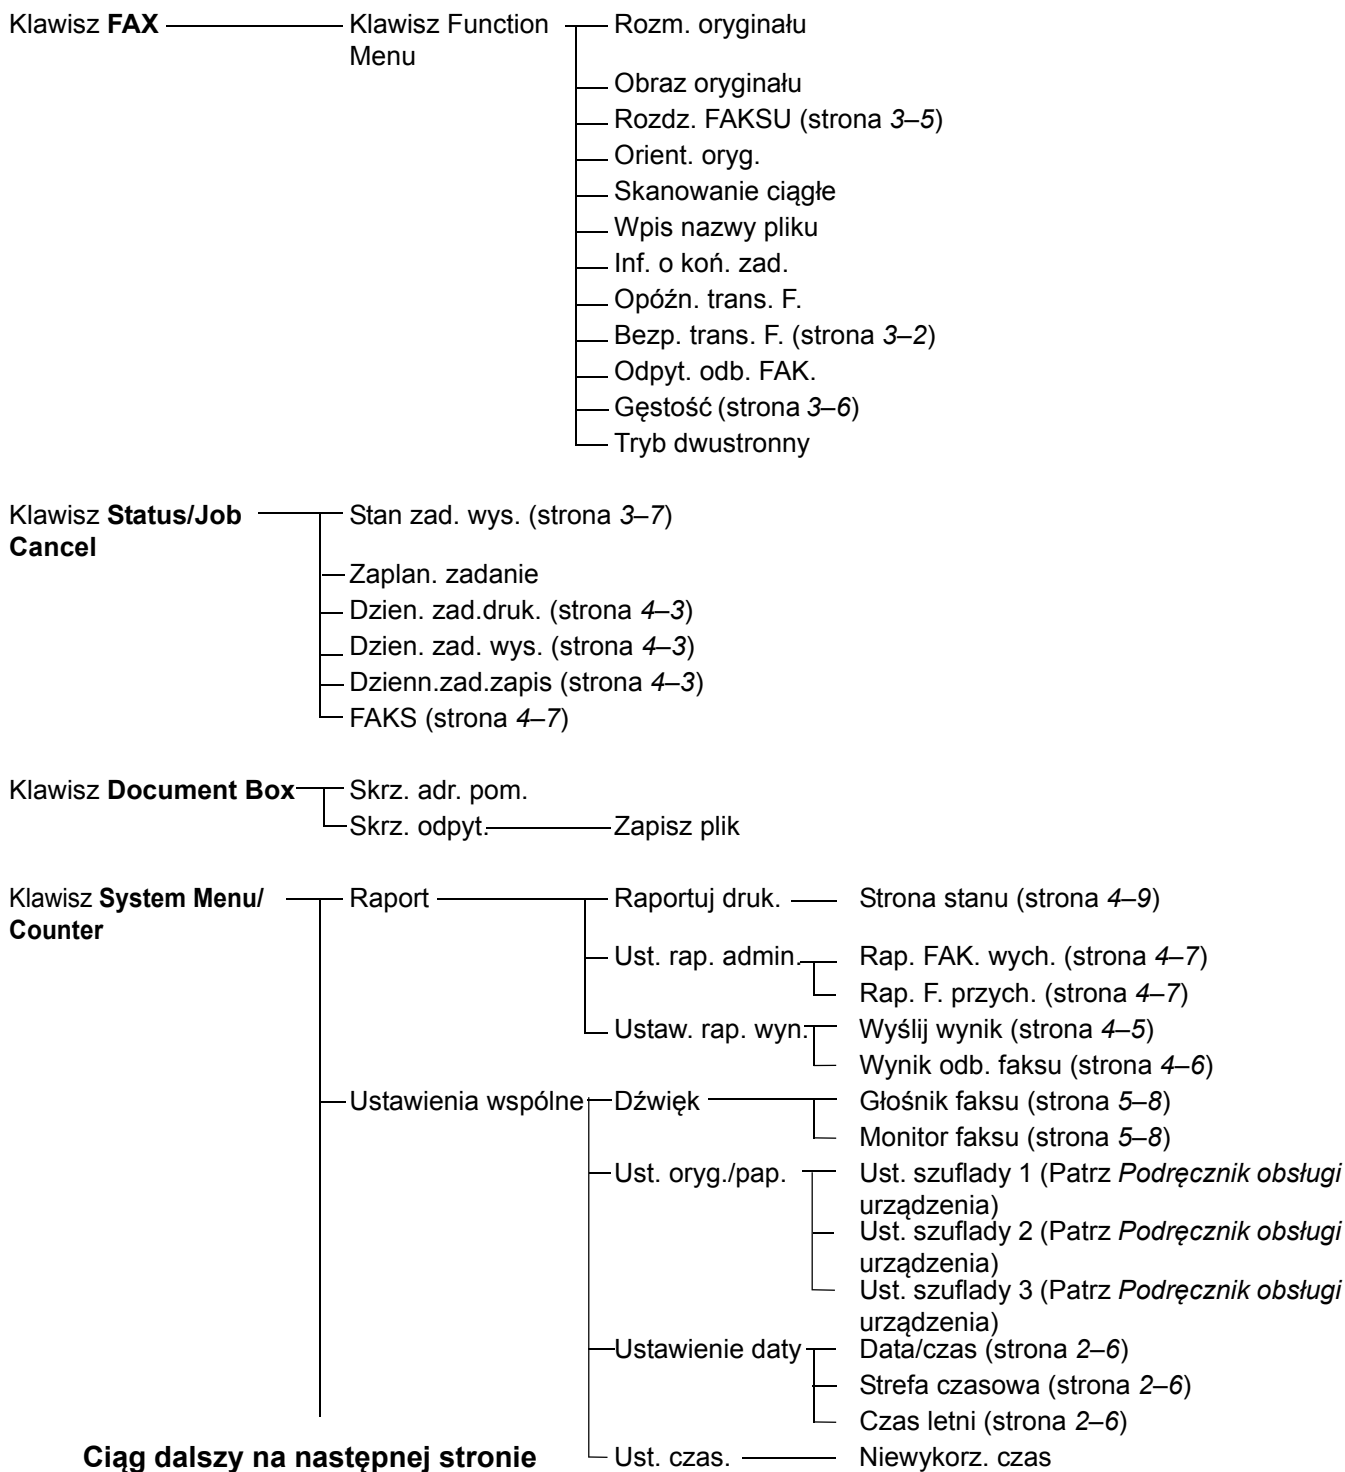 Klawisz FAX Klawisz Function Rozm. oryginału
Menu
Obraz oryginału
Rozdz. FAKSU (strona 3–5)
Orient. oryg.
Skanowanie ciągłe
Wpis nazwy pliku
Inf. o koń. zad.
Opóźn. trans. F.
Bezp. trans. F. (strona 3–2)
Odpyt. odb. FAK.
Gęstość (strona 3–6)
Tryb dwustronny
Klawisz Status/Job Stan zad. wys. (strona 3–7)
Cancel
Zaplan. zadanie
Dzien. zad.druk. (strona 4–3)
Dzien. zad. wys. (strona 4–3)
Dzienn.zad.zapis (strona 4–3)
FAKS (strona 4–7)
Klawisz Document Box Skrz. adr. pom.
Skrz. odpyt. Zapisz plik
Klawisz System Menu/ Raport Raportuj druk. Strona stanu (strona 4–9)
Counter
Ust. rap. admin. Rap. FAK. wych. (strona 4–7)
Rap. F. przych. (strona 4–7)
Ustaw. rap. wyn. Wyślij wynik (strona 4–5)
Wynik odb. faksu (strona 4–6)
Ustawienia wspólne Dźwięk Głośnik faksu (strona 5–8)
Monitor faksu (strona 5–8)
Ust. oryg./pap. Ust. szuflady 1 (Patrz Podręcznik obsługi
urządzenia)
Ust. szuflady 2 (Patrz Podręcznik obsługi
urządzenia)
Ust. szuflady 3 (Patrz Podręcznik obsługi
urządzenia)
Ustawienie daty Data/czas (strona 2–6)
Strefa czasowa (strona 2–6)
Czas letni (strona 2–6)
Ciąg dalszy na następnej stronie Ust. czas. Niewykorz. czas